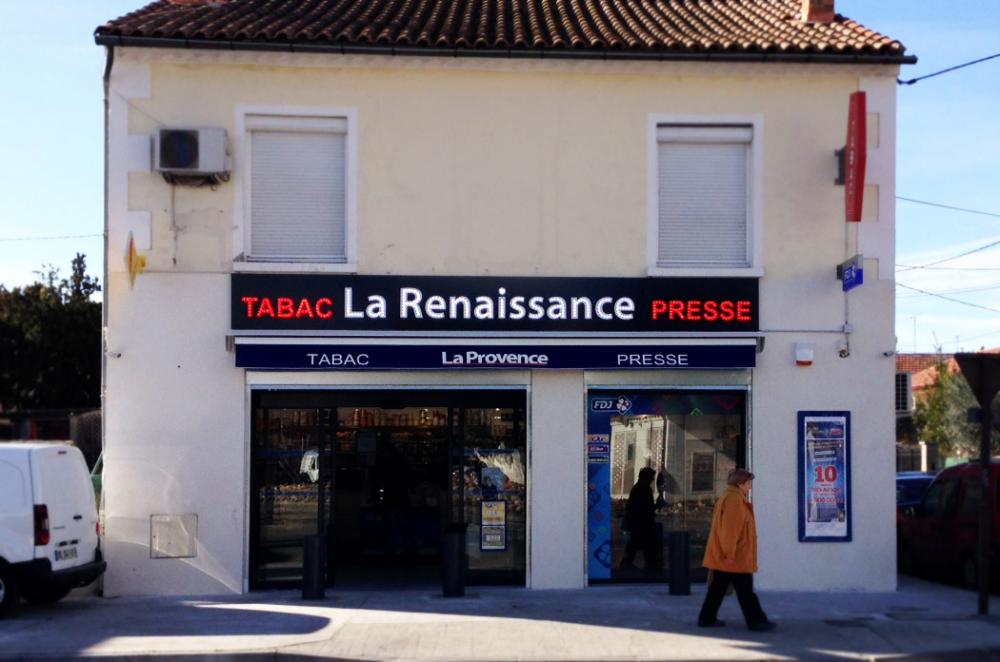 TABAC La Renaissance PRESSE
TABAC La Provence PRESSE
FDJ
10